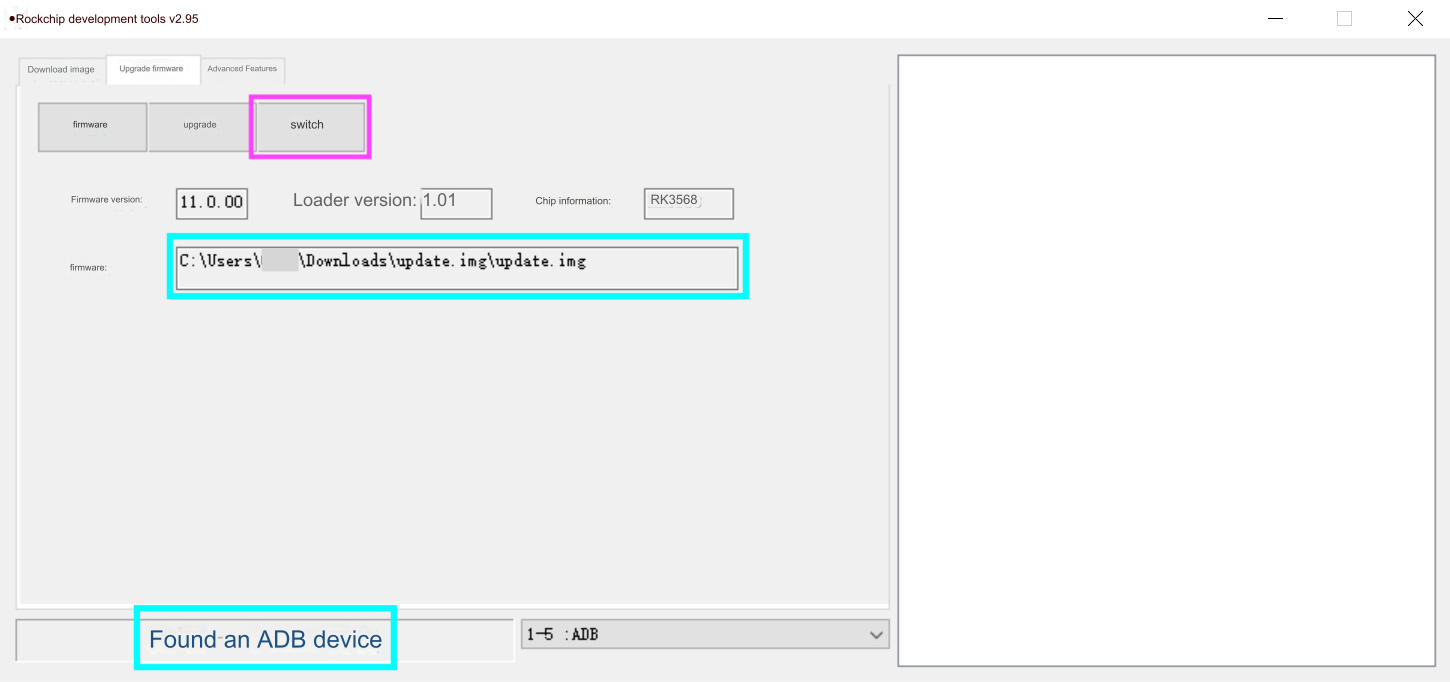 •Rockchip development tools v2.95
Download image Upgrade firmware Advanced Features
firmware upgrade switch
Firmware version: 11.0.00 Loader version: 1.01 Chip information: RK3568
firmware: C:\Users\ \Downloads\update.img\update.img
Found an ADB device 1-5 :ADB